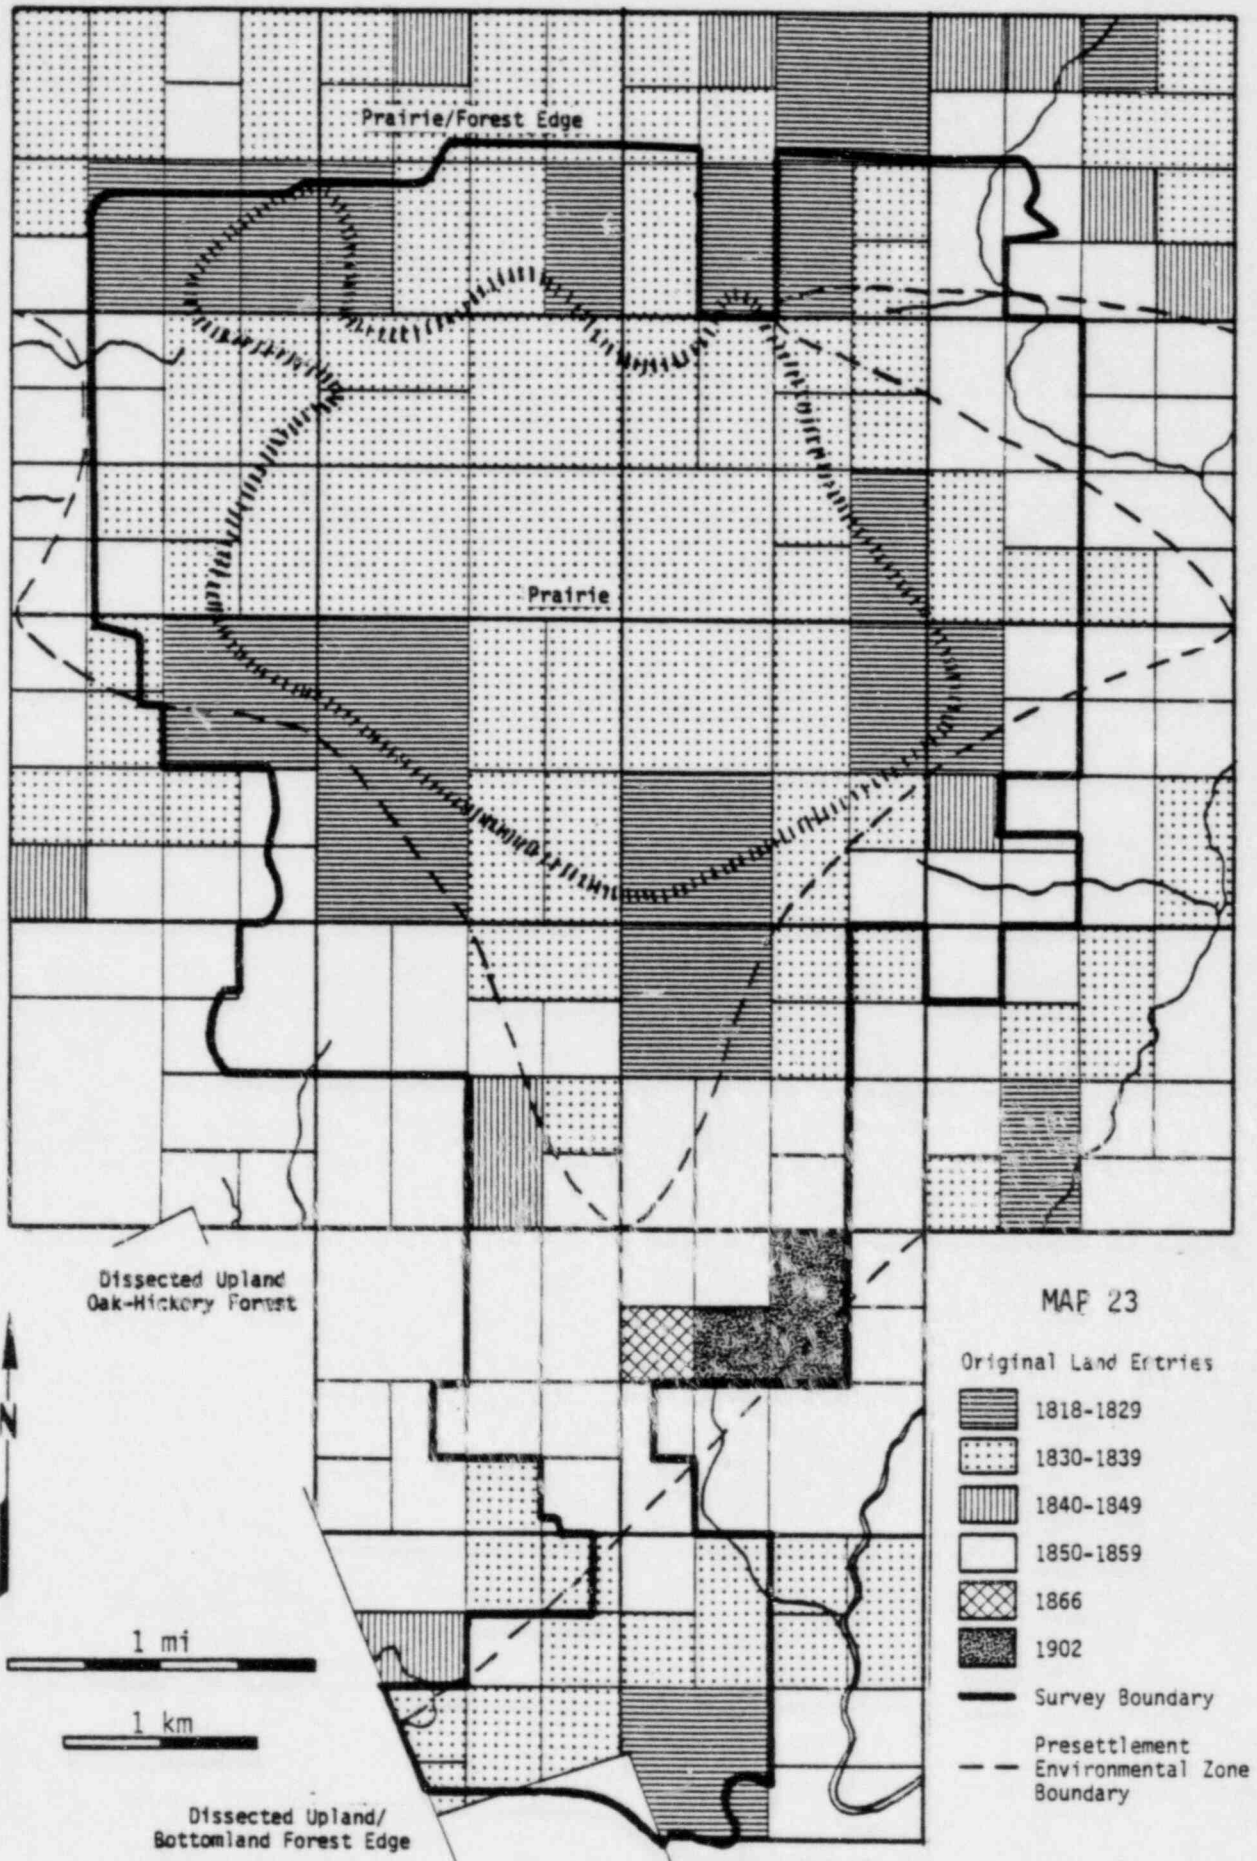 Prairie/Forest Edge
Prairie
Dissected Upland
Oak-Hickory Forest
N
1 mi
1 km
Dissected Upland/
Bottomland Forest Edge
MAP 23
Original Land Entries
1818-1829
1830-1839
1840-1849
1850-1859
1866
1902
Survey Boundary
Presettlement
Environmental Zone
Boundary